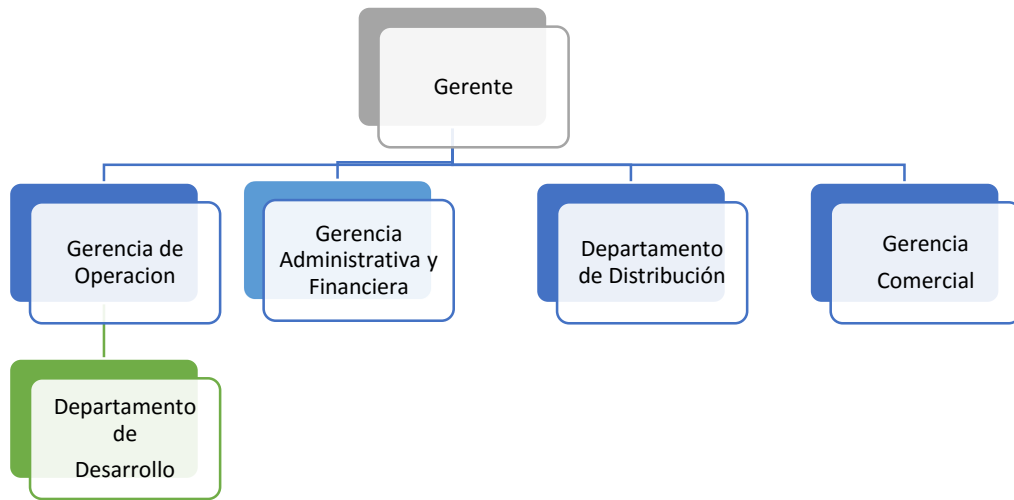 Gerente
Gerencia de
Operacion
Gerencia
Administrativa y
Financiera
Departamento
de Distribución
Gerencia
Comercial
Departamento
de
Desarrollo